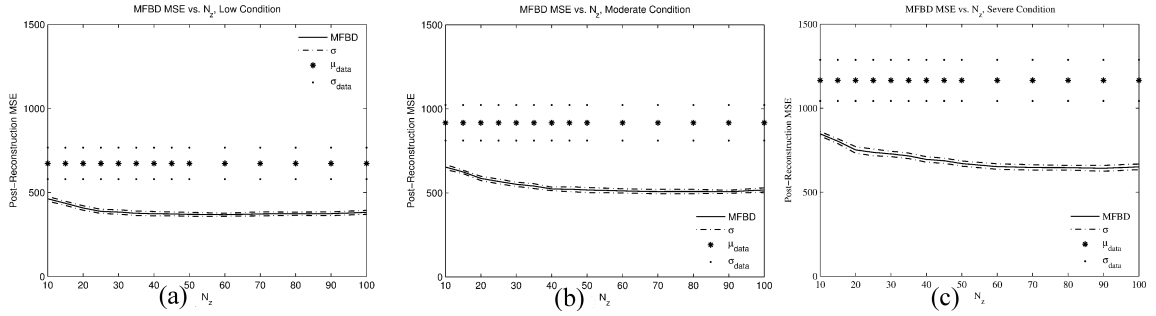 MFBD MSE vs. N_z, Low Condition
1500
1000
500
0
Post−Reconstruction MSE
MFBD
σ
μ_data
σ_data
10 20 30 40 50 60 70 80 90 100
N_z
(a)
MFBD MSE vs. N_z, Moderate Condition
1500
1000
500
0
Post−Reconstruction MSE
MFBD
σ
μ_data
σ_data
10 20 30 40 50 60 70 80 90 100
N_z
(b)
MFBD MSE vs. N_z, Severe Condition
1500
1000
500
0
Post−Reconstruction MSE
MFBD
σ
μ_data
σ_data
10 20 30 40 50 60 70 80 90 100
N_z
(c)